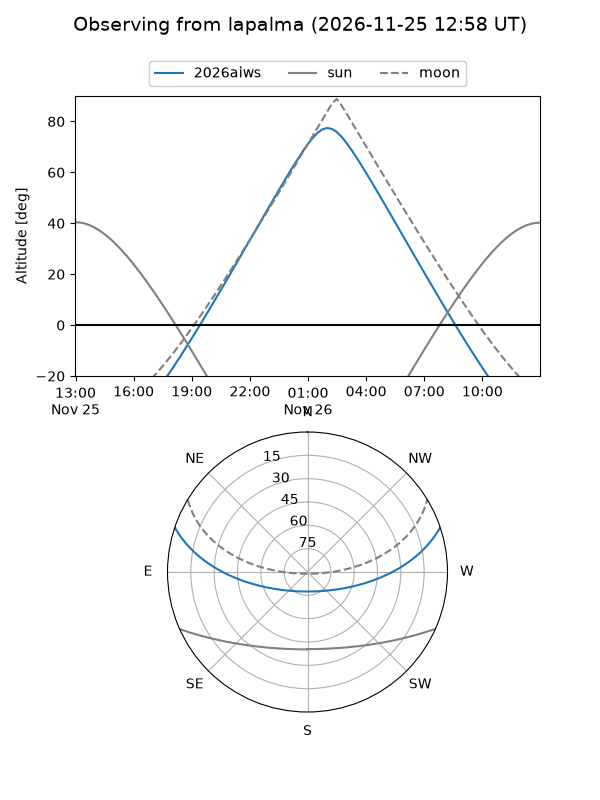 Observing from lapalma (2026-11-25 12:58 UT)
2026aiws sun moon
Altitude [deg]
80
60
40
20
0
−20
13:00 16:00 19:00 22:00 01:00 04:00 07:00 10:00
Nov 25 Nov 26
N
NE NW
15
30
45
60
75
E W
SE SW
S